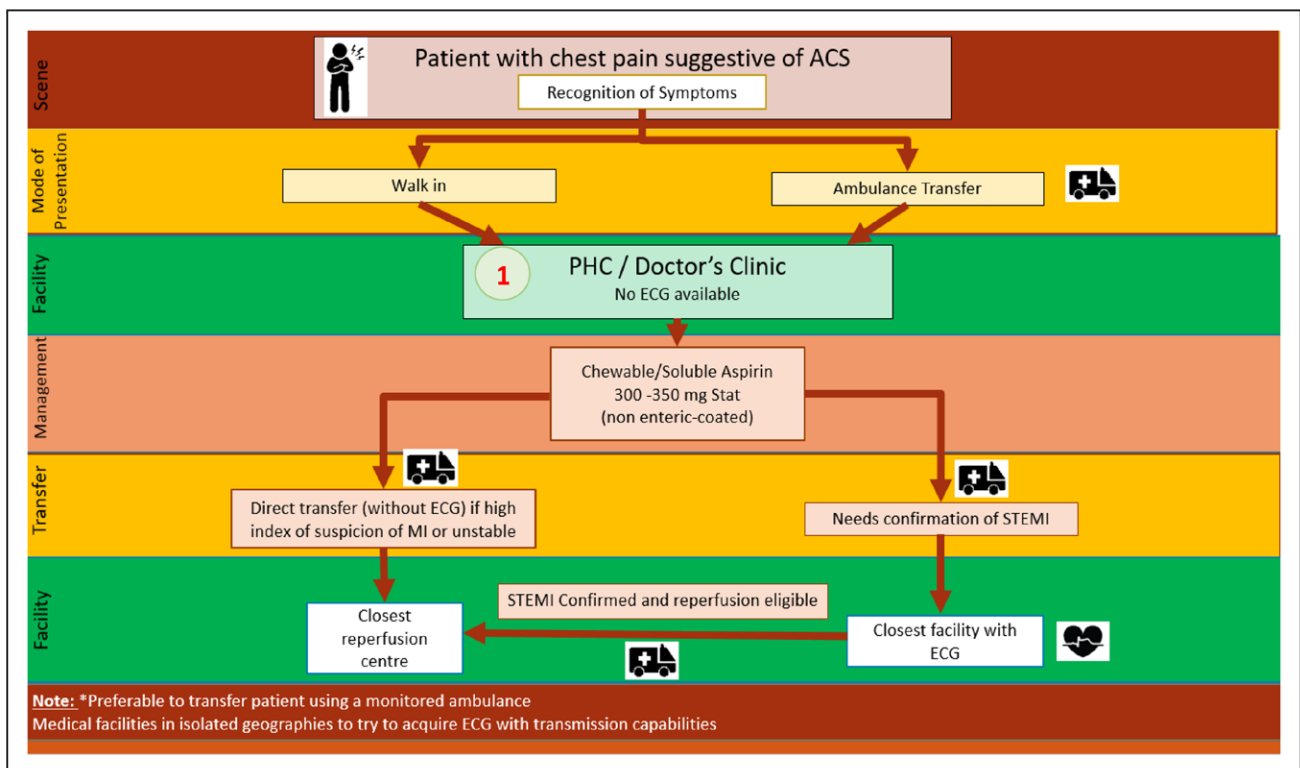 Scene
Patient with chest pain suggestive of ACS
Recognition of Symptoms
Mode of
Presentation
Walk in
Ambulance Transfer
Facility
1
PHC / Doctor's Clinic
No ECG available
Management
Chewable/Soluble Aspirin
300 -350 mg Stat
(non enteric-coated)
Transfer
Direct transfer (without ECG) if high
index of suspicion of MI or unstable
Needs confirmation of STEMI
Facility
STEMI Confirmed and reperfusion eligible
Closest
reperfusion
centre
Closest facility with
ECG
Note: *Preferable to transfer patient using a monitored ambulance
Medical facilities in isolated geographies to try to acquire ECG with transmission capabilities